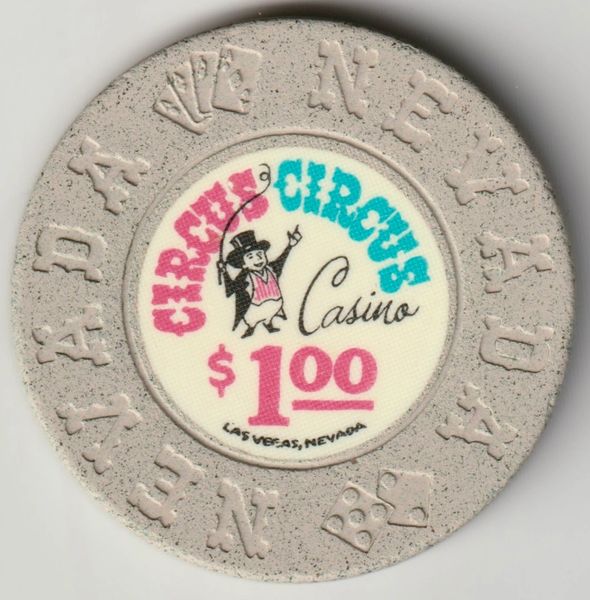 NEVADA
NEVADA
CIRCUS CIRCUS
Casino
$1.00
LAS VEGAS, NEVADA